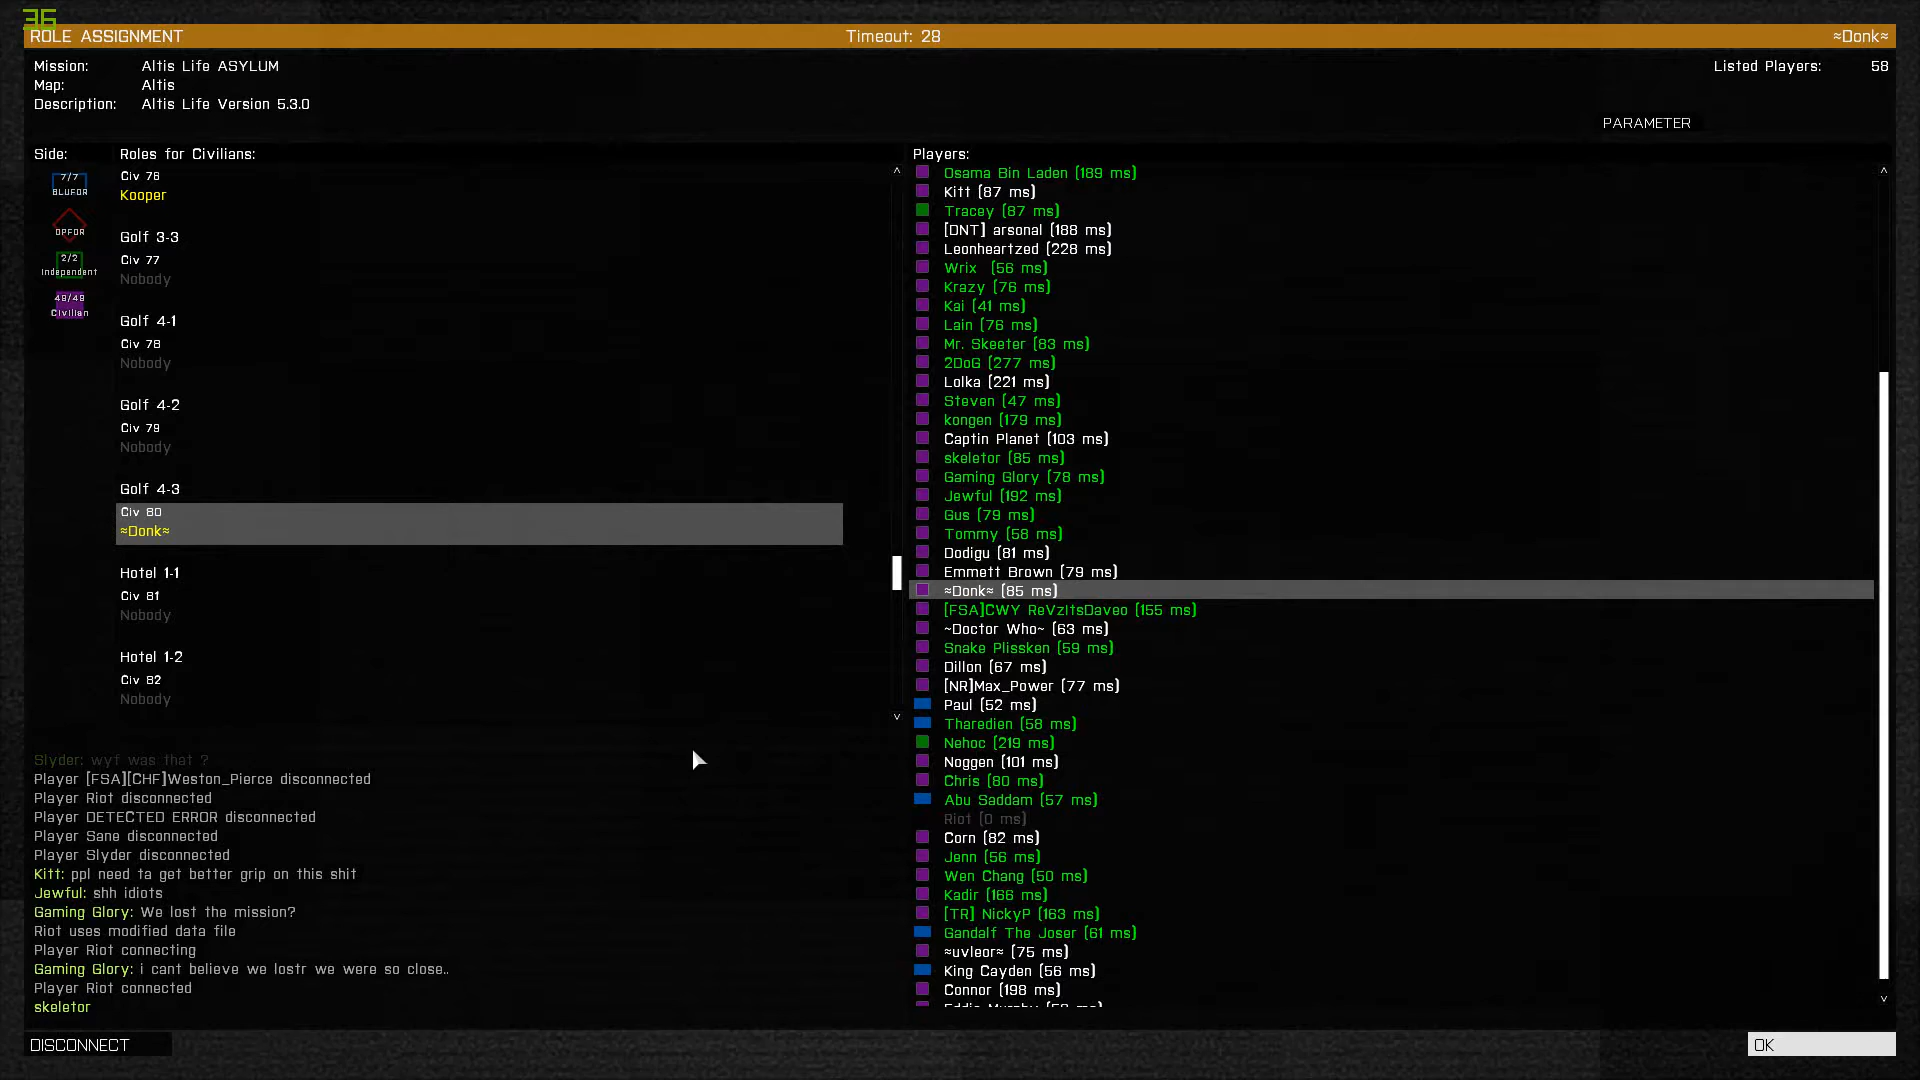 36
ROLE ASSIGNMENT Timeout: 28 ≈Donk≈
Mission: Altis Life ASYLUM Listed Players: 58
Map: Altis
Description: Altis Life Version 5.3.0
PARAMETER
Side: Roles for Civilians: Players:
7/7
BLUFOR
OPFOR
2/2
Independent
49/49
Civilian
Civ 76
Kooper
Golf 3-3
Civ 77
Nobody
Golf 4-1
Civ 78
Nobody
Golf 4-2
Civ 79
Nobody
Golf 4-3
Civ 80
≈Donk≈
Hotel 1-1
Civ 81
Nobody
Hotel 1-2
Civ 82
Nobody
Osama Bin Laden (189 ms)
Kitt (87 ms)
Tracey (87 ms)
[DNT] arsonal (188 ms)
Leonheartzed (228 ms)
Wrix (56 ms)
Krazy (76 ms)
Kai (41 ms)
Lain (76 ms)
Mr. Skeeter (83 ms)
2DoG (277 ms)
Lolka (221 ms)
Steven (47 ms)
kongen (179 ms)
Captin Planet (103 ms)
skeletor (85 ms)
Gaming Glory (78 ms)
Jewful (192 ms)
Gus (79 ms)
Tommy (58 ms)
Dodigu (81 ms)
Emmett Brown (79 ms)
≈Donk≈ (85 ms)
[FSA]CWY ReVzItsDaveo (155 ms)
~Doctor Who~ (63 ms)
Snake Plissken (59 ms)
Dillon (67 ms)
[NR]Max_Power (77 ms)
Paul (52 ms)
Tharedien (58 ms)
Nehoc (219 ms)
Noggen (101 ms)
Chris (80 ms)
Abu Saddam (57 ms)
Riot (0 ms)
Corn (82 ms)
Jenn (56 ms)
Wen Chang (50 ms)
Kadir (166 ms)
[TR] NickyP (163 ms)
Gandalf The Joser (61 ms)
≈uvleor≈ (75 ms)
King Cayden (56 ms)
Connor (198 ms)
Slyder: wyt was that ?
Player [FSA][CHF]Weston_Pierce disconnected
Player Riot disconnected
Player DETECTED ERROR disconnected
Player Sane disconnected
Player Slyder disconnected
Kitt: ppl need ta get better grip on this shit
Jewful: shh idiots
Gaming Glory: We lost the mission?
Riot uses modified data file
Player Riot connecting
Gaming Glory: i cant believe we lostr we were so close..
Player Riot connected
skeletor
DISCONNECT OK